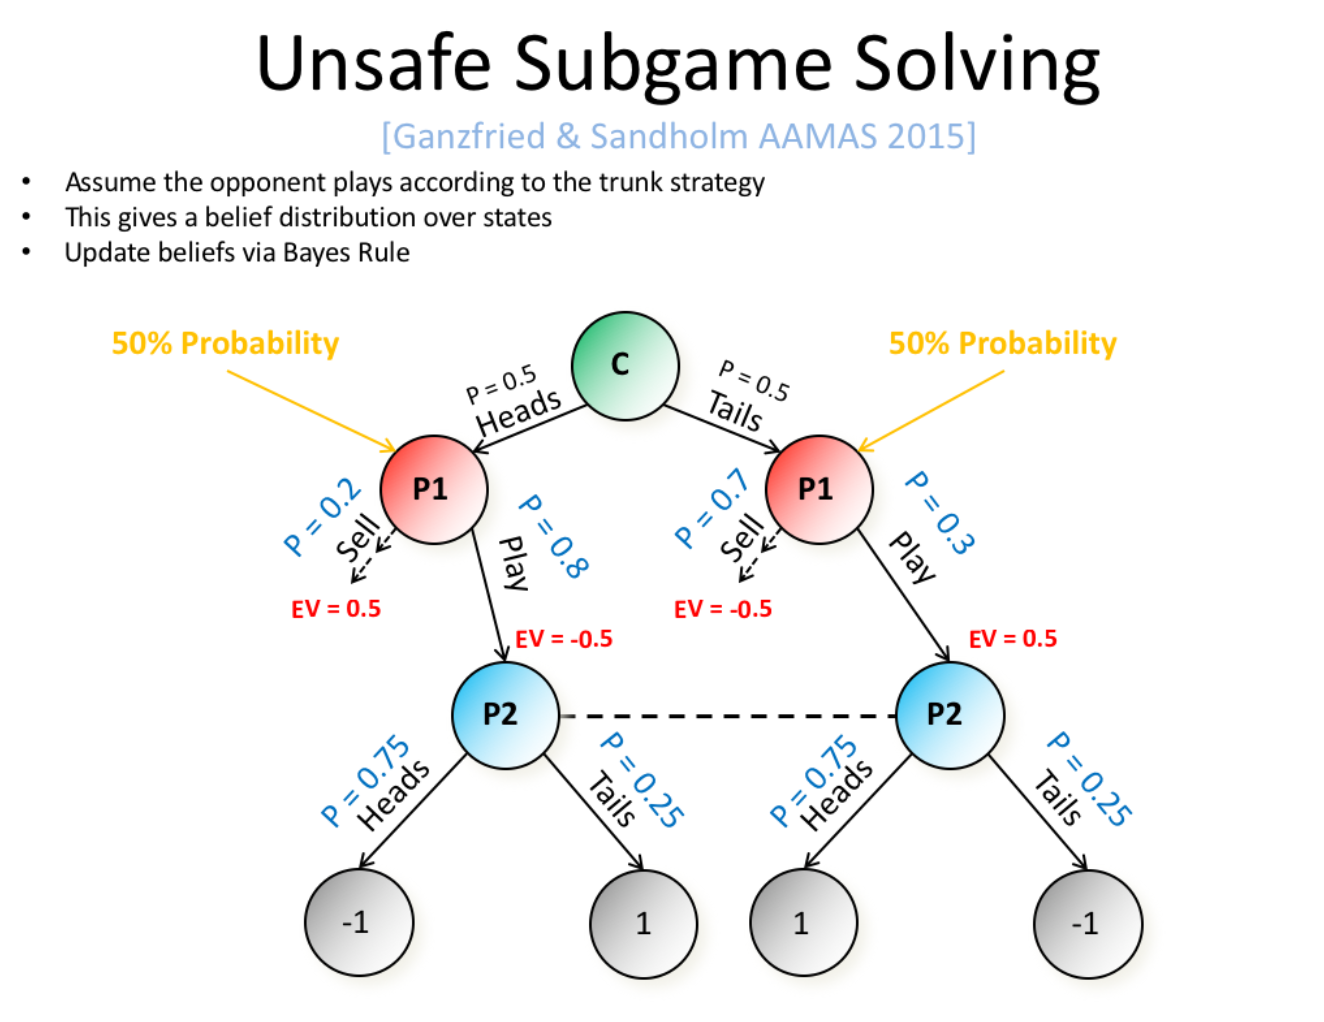 Unsafe Subgame Solving
[Ganzfried & Sandholm AAMAS 2015]
• Assume the opponent plays according to the trunk strategy
• This gives a belief distribution over states
• Update beliefs via Bayes Rule
50% Probability
50% Probability
C
P = 0.5
Heads
P = 0.5
Tails
P1
P1
P = 0.2
Sell
P = 0.8
Play
P = 0.7
Sell
P = 0.3
Play
EV = 0.5
EV = -0.5
EV = -0.5
EV = 0.5
P2
P2
P = 0.75
Heads
P = 0.25
Tails
P = 0.75
Heads
P = 0.25
Tails
-1
1
1
-1